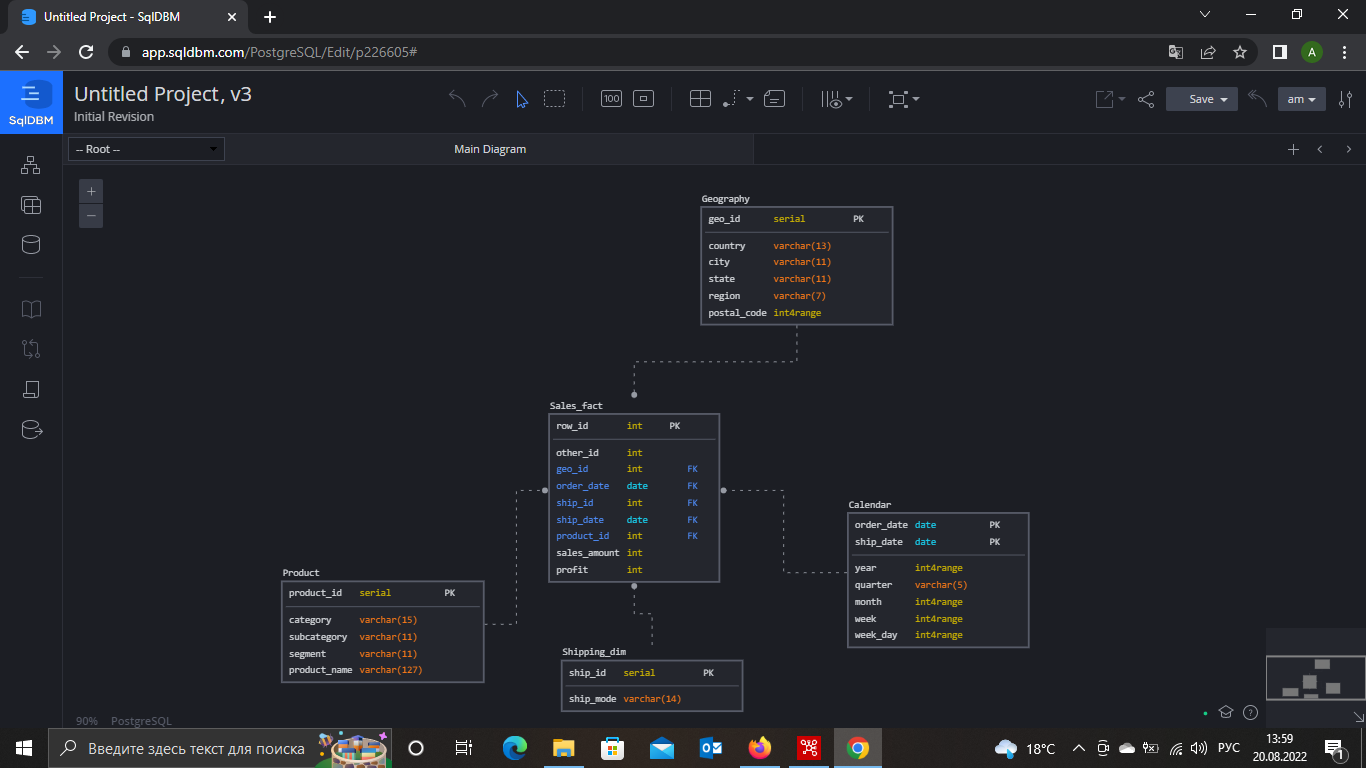 Untitled Project - SqlDBM
app.sqldbm.com/PostgreSQL/Edit/p226605#
A
SqlDBM
Untitled Project, v3
Initial Revision
100
Save
am
-- Root --
Main Diagram
Geography
geo_id serial PK
country varchar(13)
city varchar(11)
state varchar(11)
region varchar(7)
postal_code int4range
Sales_fact
row_id int PK
other_id int
geo_id int FK
order_date date FK
ship_id int FK
ship_date date FK
product_id int FK
sales_amount int
profit int
Calendar
order_date date PK
ship_date date PK
year int4range
quarter varchar(5)
month int4range
week int4range
week_day int4range
Product
product_id serial PK
category varchar(15)
subcategory varchar(11)
segment varchar(11)
product_name varchar(127)
Shipping_dim
ship_id serial PK
ship_mode varchar(14)
90% PostgreSQL
Введите здесь текст для поиска
18°C
РУС
13:59
20.08.2022
1